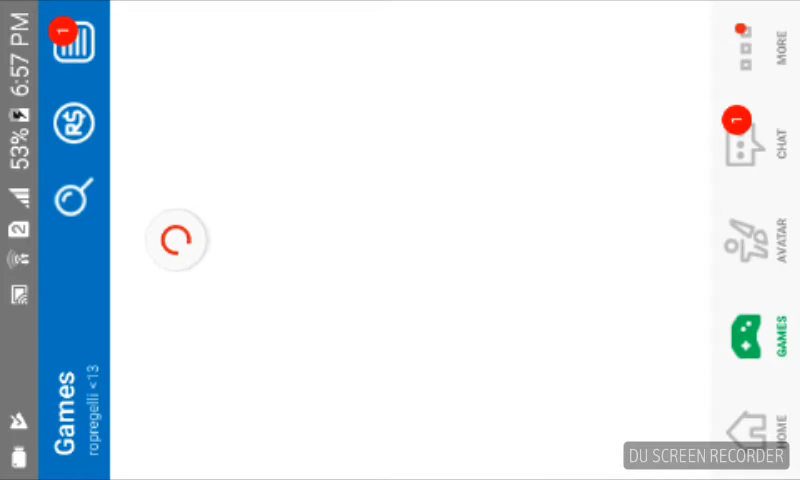 53% 6:57 PM
2
Games
ropregelli <13
R$
1
HOME
GAMES
AVATAR
CHAT
1
MORE
DU SCREEN RECORDER